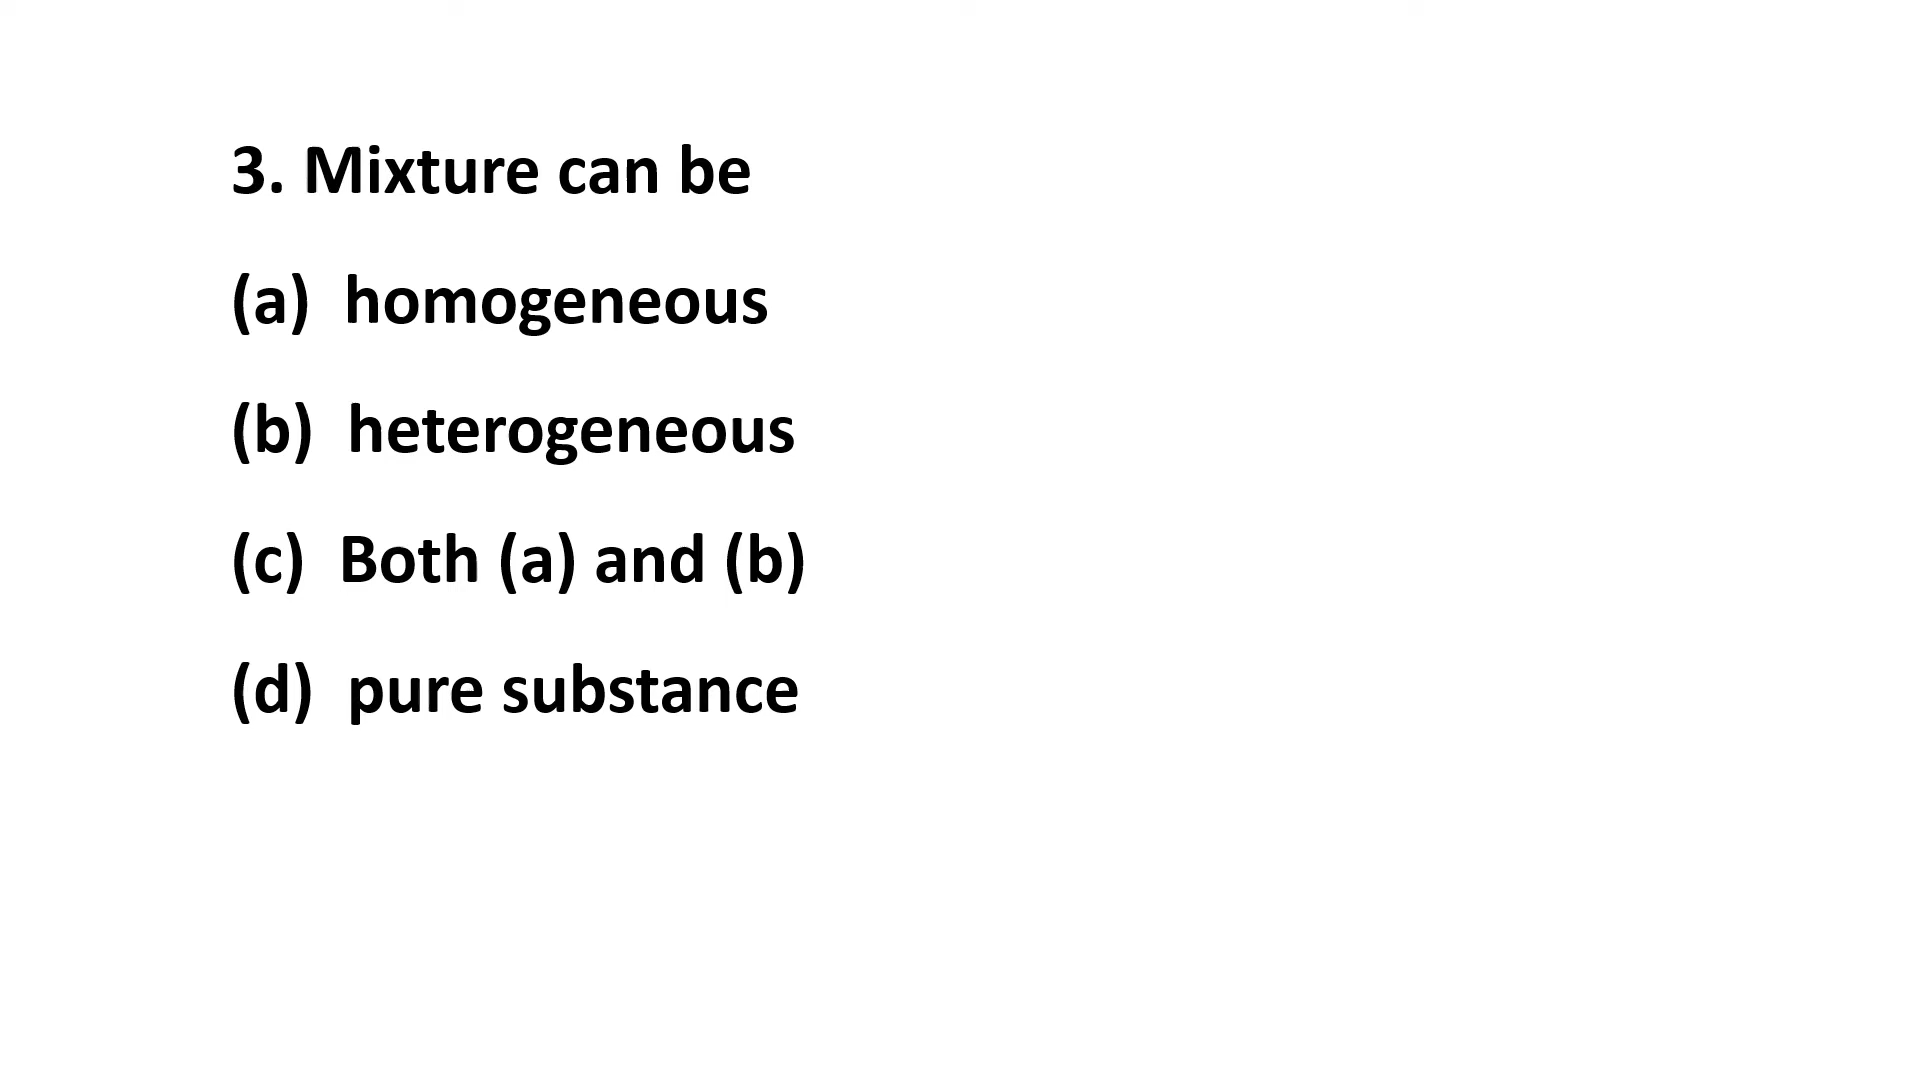 3. Mixture can be
(a) homogeneous
(b) heterogeneous
(c) Both (a) and (b)
(d) pure substance